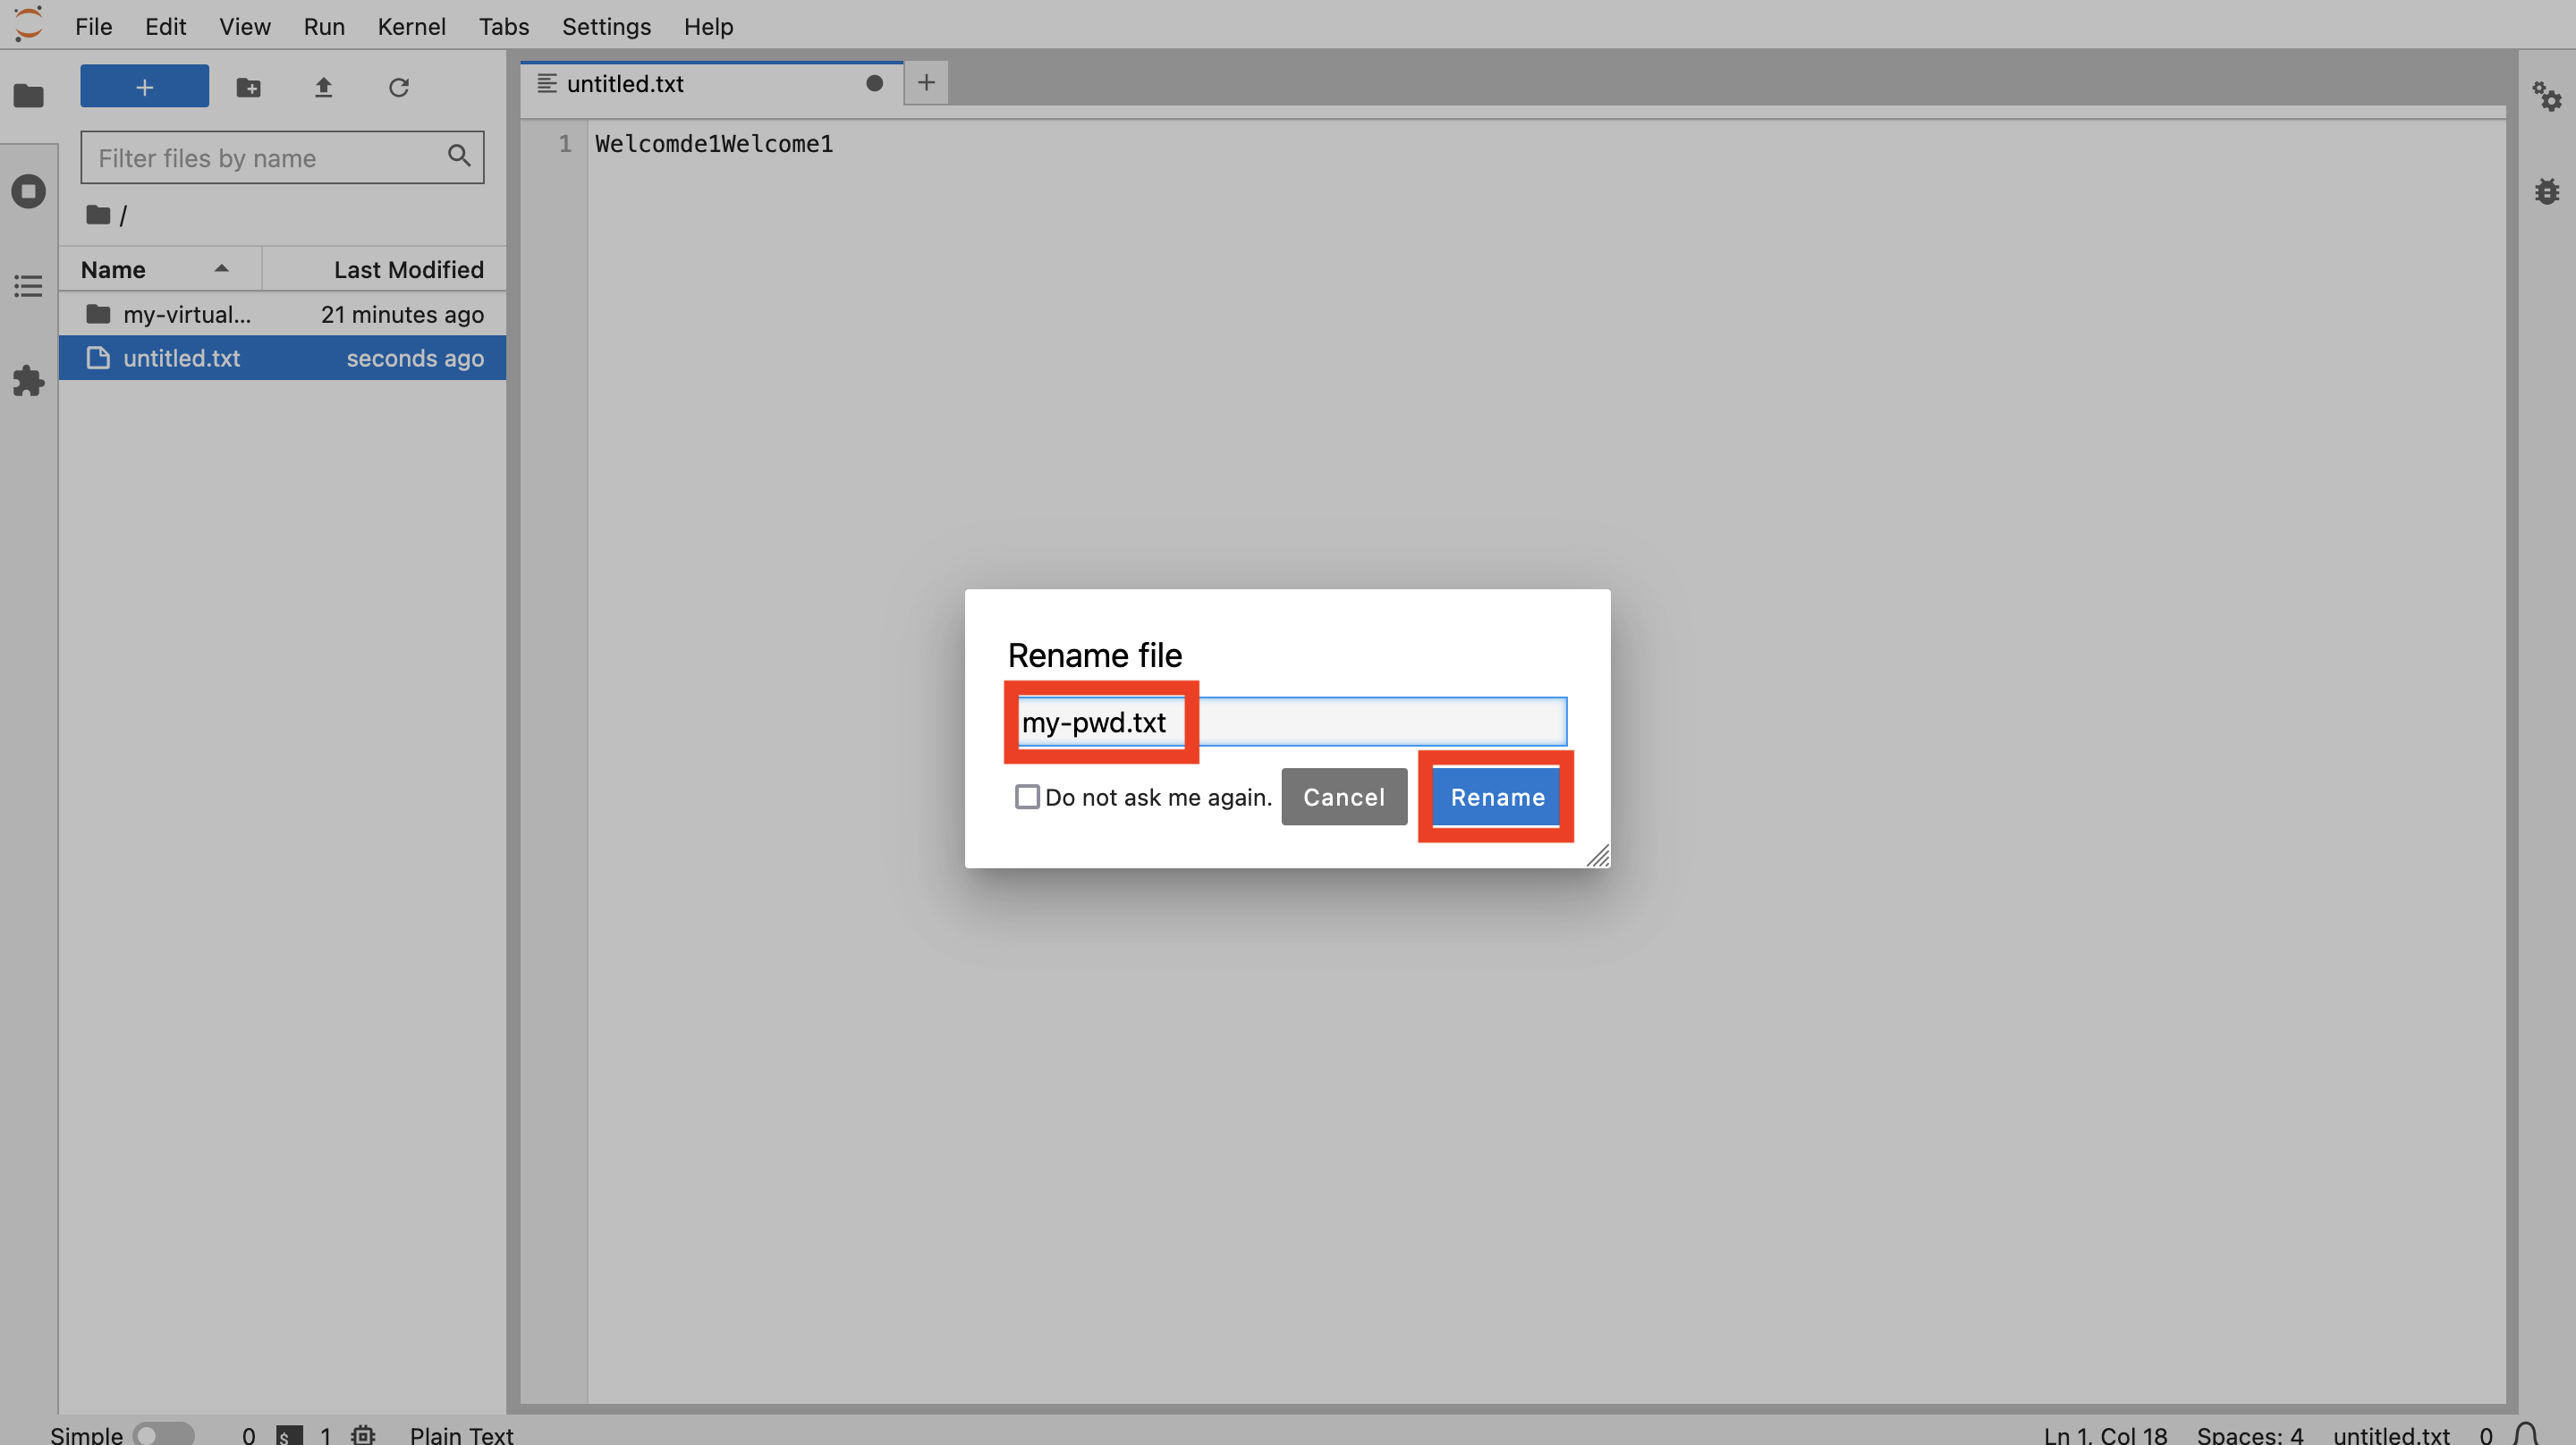 File Edit View Run Kernel Tabs Settings Help
+
untitled.txt
Filter files by name
/
Name Last Modified
my-virtual... 21 minutes ago
untitled.txt seconds ago
1 Welcomde1Welcome1
Rename file
my-pwd.txt
Do not ask me again. Cancel Rename
Simple 0 $ 1 Plain Text Ln 1, Col 18 Spaces: 4 untitled.txt 0